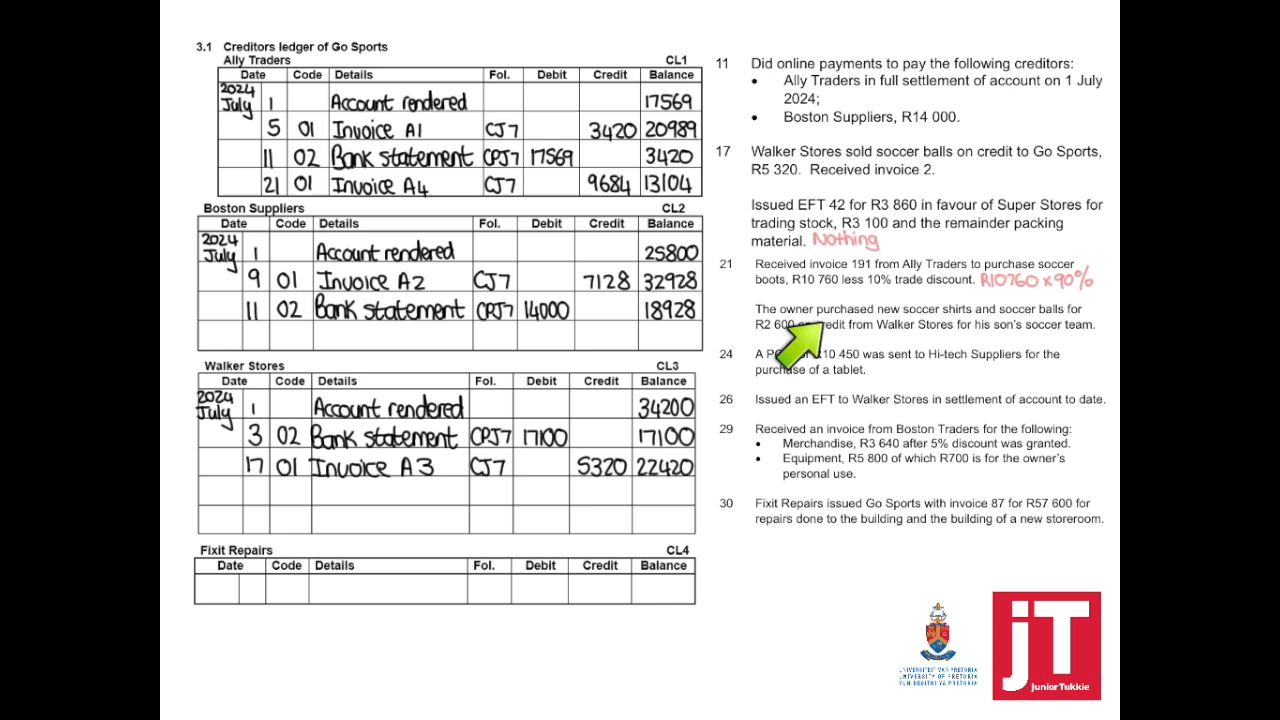 3.1 Creditors ledger of Go Sports
Ally Traders CL1
Date Code Details Fol. Debit Credit Balance
2024
July 1 Account rendered 17569
5 01 Invoice A1 CJ7 3420 20989
11 02 Bank statement CPJ7 17569 3420
21 01 Invoice A4 CJ7 9684 13104
Boston Suppliers CL2
Date Code Details Fol. Debit Credit Balance
2024
July 1 Account rendered 25800
9 01 Invoice A2 CJ7 7128 32928
11 02 Bank statement CPJ7 14000 18928
Walker Stores CL3
Date Code Details Fol. Debit Credit Balance
2024
July 1 Account rendered 34200
3 02 Bank statement CPJ7 17100 17100
17 01 Invoice A3 CJ7 5320 22420
Fixit Repairs CL4
Date Code Details Fol. Debit Credit Balance
11 Did online payments to pay the following creditors:
• Ally Traders in full settlement of account on 1 July
2024;
• Boston Suppliers, R14 000.
17 Walker Stores sold soccer balls on credit to Go Sports,
R5 320. Received invoice 2.
Issued EFT 42 for R3 860 in favour of Super Stores for
trading stock, R3 100 and the remainder packing
material. Nothing
21 Received invoice 191 from Ally Traders to purchase soccer
boots, R10 760 less 10% trade discount. R10760 x 90%
The owner purchased new soccer shirts and soccer balls for
R2 600 credit from Walker Stores for his son's soccer team.
24 A 10 450 was sent to Hi-tech Suppliers for the
purchase of a tablet.
26 Issued an EFT to Walker Stores in settlement of account to date.
29 Received an invoice from Boston Traders for the following:
• Merchandise, R3 640 after 5% discount was granted.
• Equipment, R5 800 of which R700 is for the owner's
personal use.
30 Fixit Repairs issued Go Sports with invoice 87 for R57 600 for
repairs done to the building and the building of a new storeroom.
UNIVERSITEIT VAN PRETORIA
UNIVERSITY OF PRETORIA
YUNIBESITHI YA PRETORIA
jT
JuniorTukkie